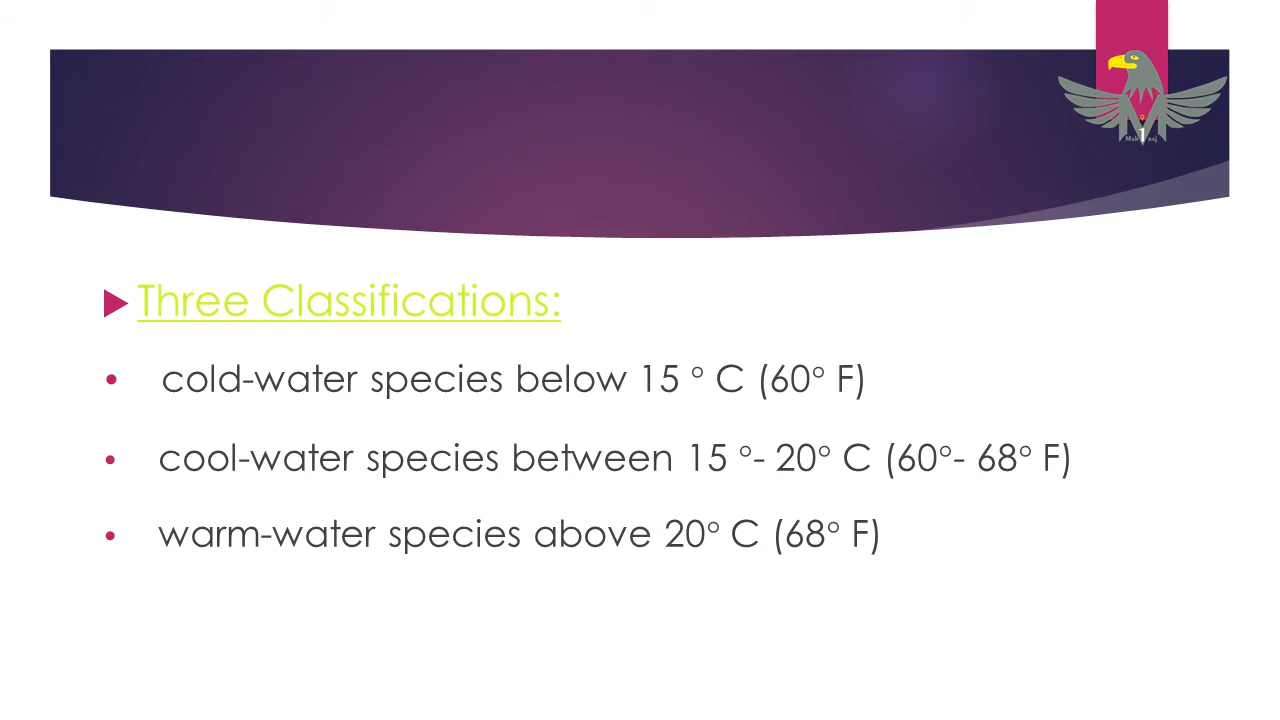 Three Classifications:
cold-water species below 15 ° C (60° F)
cool-water species between 15 °- 20° C (60°- 68° F)
warm-water species above 20° C (68° F)
1